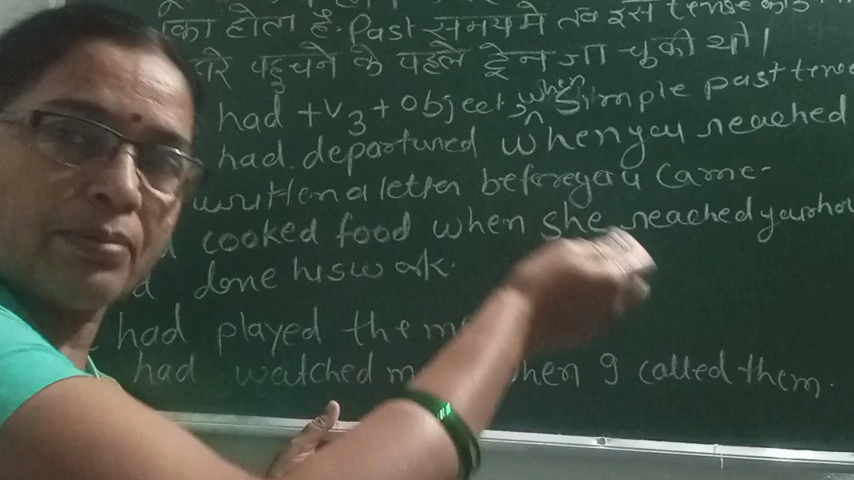 का होता है. Past समय मे तब इस tense का
पहुचने के पहले ट्रेन जा चूकी थी।
had + V3 + object, when Simple past tense
had departured when you reached
written a letter before you came.
cooked food when she reached your hou
done his work.
had played the m
had watched m when I called them.